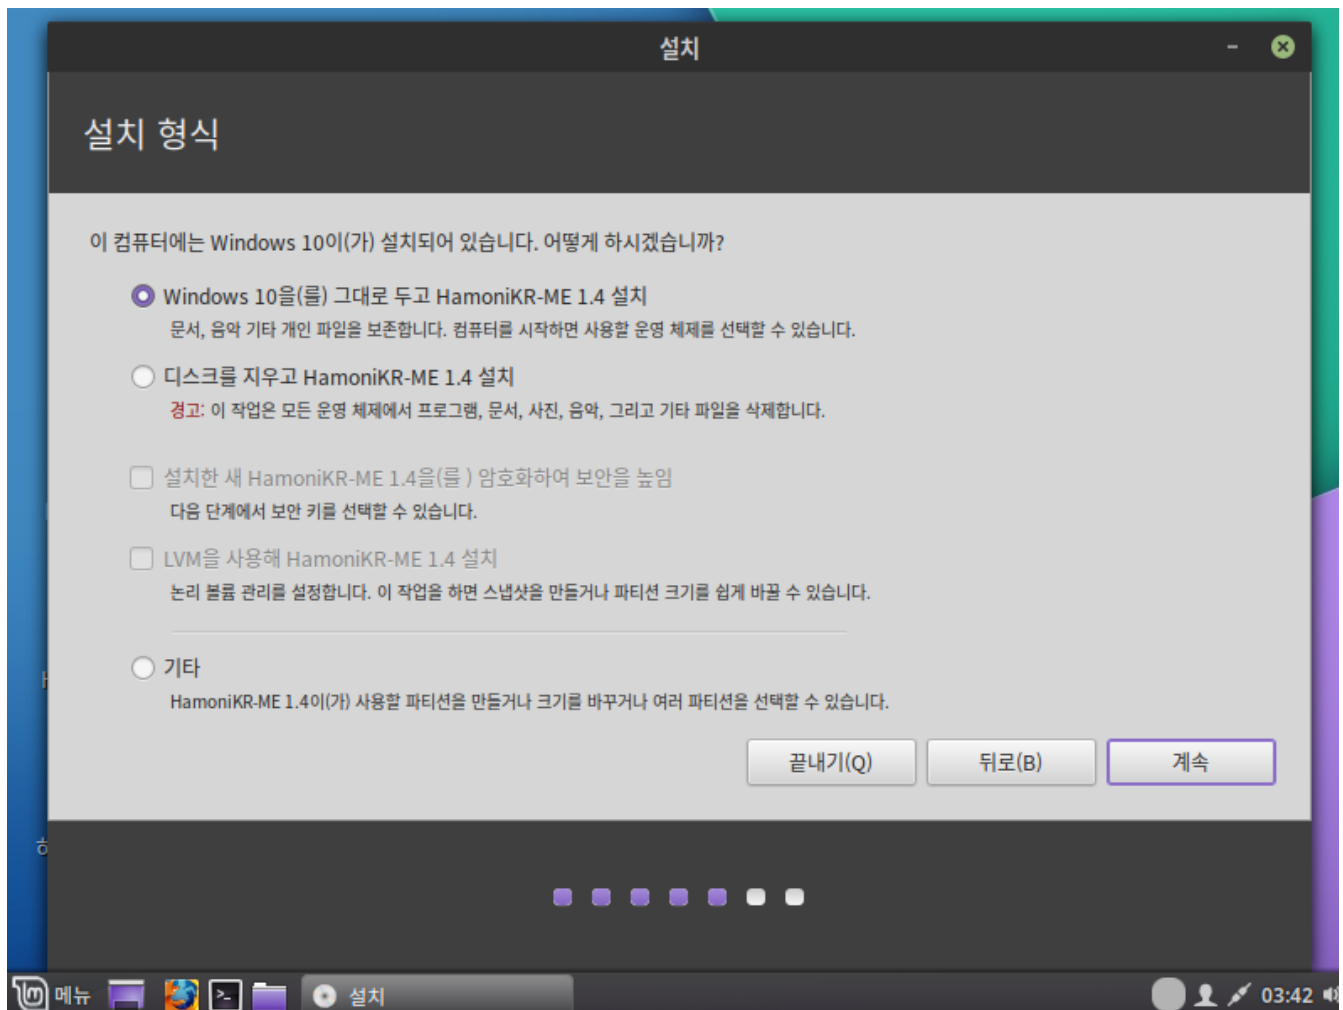 설치
설치 형식
이 컴퓨터에는 Windows 10이(가) 설치되어 있습니다. 어떻게 하시겠습니까?
Windows 10을(를) 그대로 두고 HamoniKR-ME 1.4 설치
문서, 음악 기타 개인 파일을 보존합니다. 컴퓨터를 시작하면 사용할 운영 체제를 선택할 수 있습니다.
디스크를 지우고 HamoniKR-ME 1.4 설치
경고: 이 작업은 모든 운영 체제에서 프로그램, 문서, 사진, 음악, 그리고 기타 파일을 삭제합니다.
설치한 새 HamoniKR-ME 1.4을(를 ) 암호화하여 보안을 높임
다음 단계에서 보안 키를 선택할 수 있습니다.
LVM을 사용해 HamoniKR-ME 1.4 설치
논리 볼륨 관리를 설정합니다. 이 작업을 하면 스냅샷을 만들거나 파티션 크기를 쉽게 바꿀 수 있습니다.
기타
HamoniKR-ME 1.4이(가) 사용할 파티션을 만들거나 크기를 바꾸거나 여러 파티션을 선택할 수 있습니다.
끝내기(Q) 뒤로(B) 계속
메뉴 설치 03:42